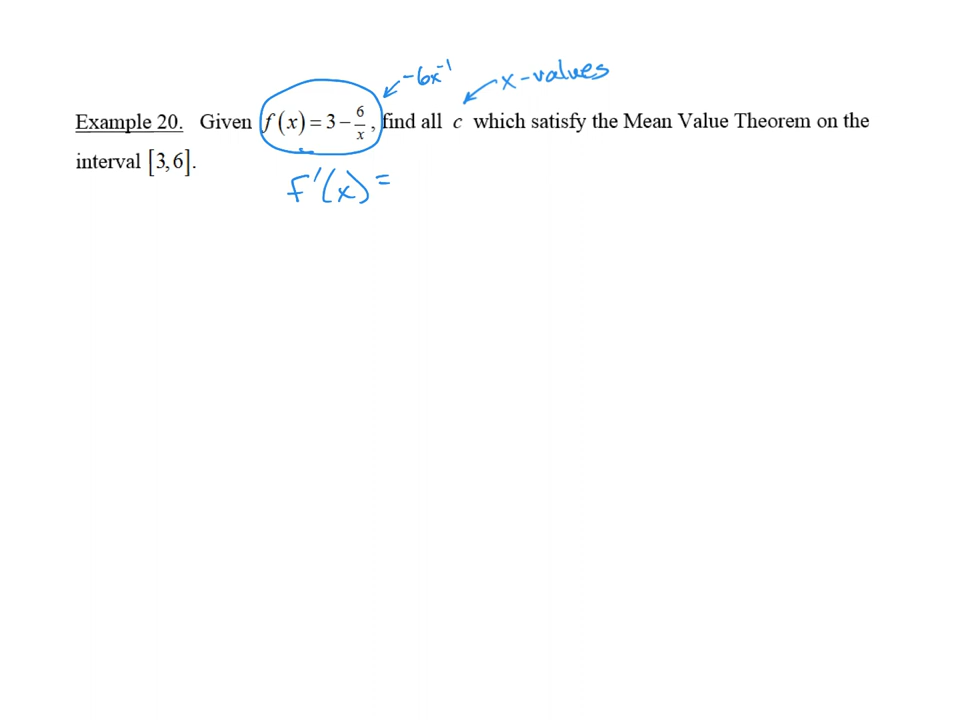 -6x⁻¹ x-values
Example 20. Given f(x) = 3 − 6/x, find all c which satisfy the Mean Value Theorem on the
interval [3,6].
f'(x) =